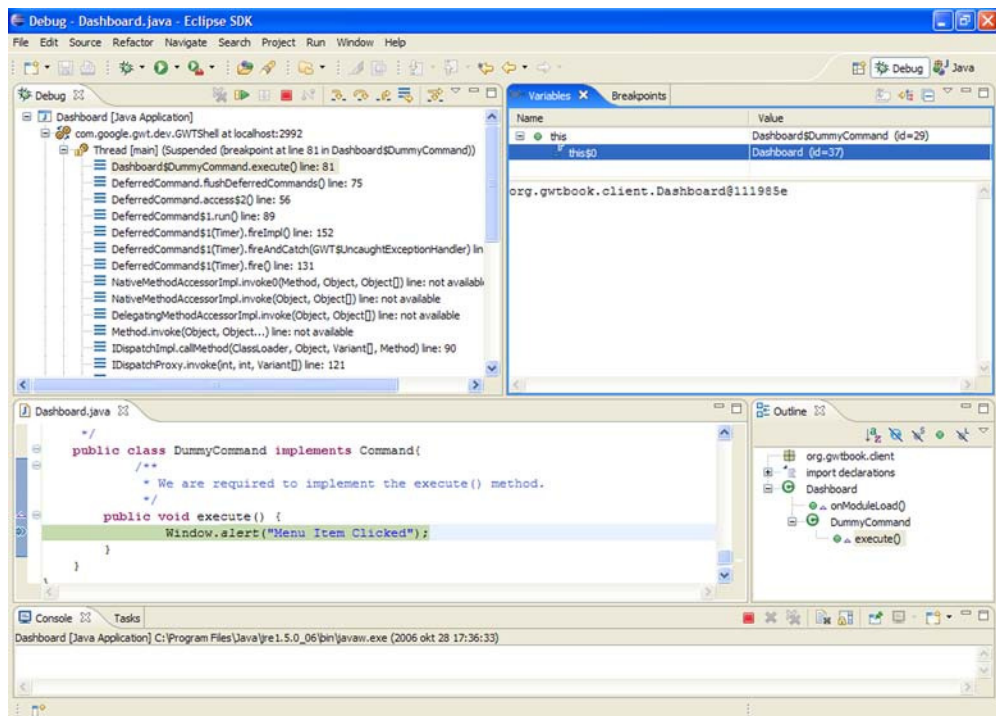 Debug - Dashboard.java - Eclipse SDK
File Edit Source Refactor Navigate Search Project Run Window Help
Debug Java
Debug
Dashboard [Java Application]
com.google.gwt.dev.GWTShell at localhost:2992
Thread [main] (Suspended (breakpoint at line 81 in Dashboard$DummyCommand))
Dashboard$DummyCommand.execute() line: 81
DeferredCommand.flushDeferredCommands() line: 75
DeferredCommand.access$2() line: 56
DeferredCommand$1.run() line: 89
DeferredCommand$1(Timer).fireImpl() line: 152
DeferredCommand$1(Timer).fireAndCatch(GWT$UncaughtExceptionHandler) lin
DeferredCommand$1(Timer).fire() line: 131
NativeMethodAccessorImpl.invoke0(Method, Object, Object[]) line: not availabl
NativeMethodAccessorImpl.invoke(Object, Object[]) line: not available
DelegatingMethodAccessorImpl.invoke(Object, Object[]) line: not available
Method.invoke(Object, Object...) line: not available
IDispatchImpl.callMethod(ClassLoader, Object, Variant[], Method) line: 90
IDispatchProxy.invoke(int, int, Variant[]) line: 121
Variables Breakpoints
Name Value
this Dashboard$DummyCommand (id=29)
this$0 Dashboard (id=37)
org.gwtbook.client.Dashboard@111985e
Dashboard.java
*/
public class DummyCommand implements Command{
/**
* We are required to implement the execute() method.
*/
public void execute() {
Window.alert("Menu Item Clicked");
}
}
Outline
org.gwtbook.client
import declarations
Dashboard
onModuleLoad()
DummyCommand
execute()
Console Tasks
Dashboard [Java Application] C:\Program Files\Java\jre1.5.0_06\bin\javaw.exe (2006 okt 28 17:36:33)